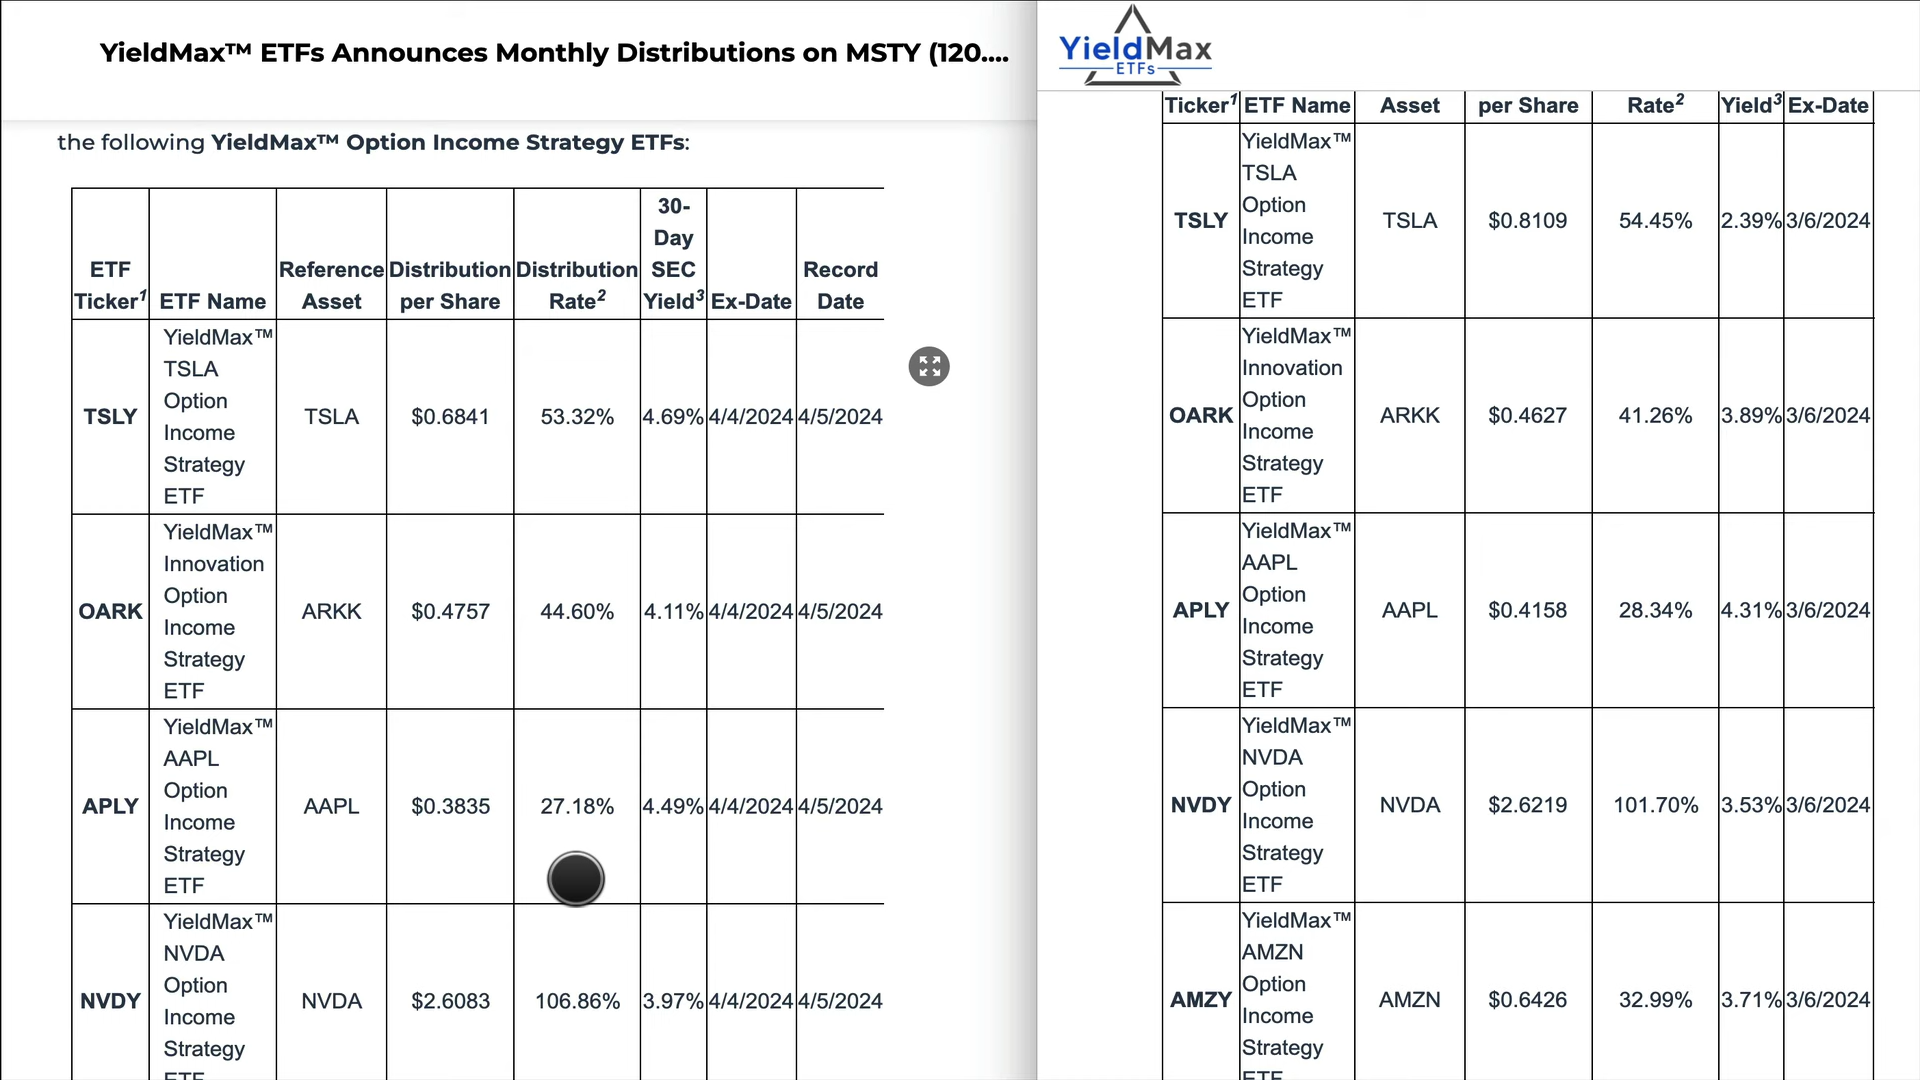 YieldMax™ ETFs Announces Monthly Distributions on MSTY (120....
the following YieldMax™ Option Income Strategy ETFs:
ETF Ticker1 ETF Name Reference Asset Distribution per Share Distribution Rate2 30-Day SEC Yield3 Ex-Date Record Date
TSLY YieldMax™ TSLA Option Income Strategy ETF TSLA $0.6841 53.32% 4.69% 4/4/2024 4/5/2024
OARK YieldMax™ Innovation Option Income Strategy ETF ARKK $0.4757 44.60% 4.11% 4/4/2024 4/5/2024
APLY YieldMax™ AAPL Option Income Strategy ETF AAPL $0.3835 27.18% 4.49% 4/4/2024 4/5/2024
NVDY YieldMax™ NVDA Option Income Strategy ETF NVDA $2.6083 106.86% 3.97% 4/4/2024 4/5/2024
YieldMax
ETFs
Ticker1 ETF Name Asset per Share Rate2 Yield3 Ex-Date
TSLY YieldMax™ TSLA Option Income Strategy ETF TSLA $0.8109 54.45% 2.39% 3/6/2024
OARK YieldMax™ Innovation Option Income Strategy ETF ARKK $0.4627 41.26% 3.89% 3/6/2024
APLY YieldMax™ AAPL Option Income Strategy ETF AAPL $0.4158 28.34% 4.31% 3/6/2024
NVDY YieldMax™ NVDA Option Income Strategy ETF NVDA $2.6219 101.70% 3.53% 3/6/2024
AMZY YieldMax™ AMZN Option Income Strategy ETF AMZN $0.6426 32.99% 3.71% 3/6/2024